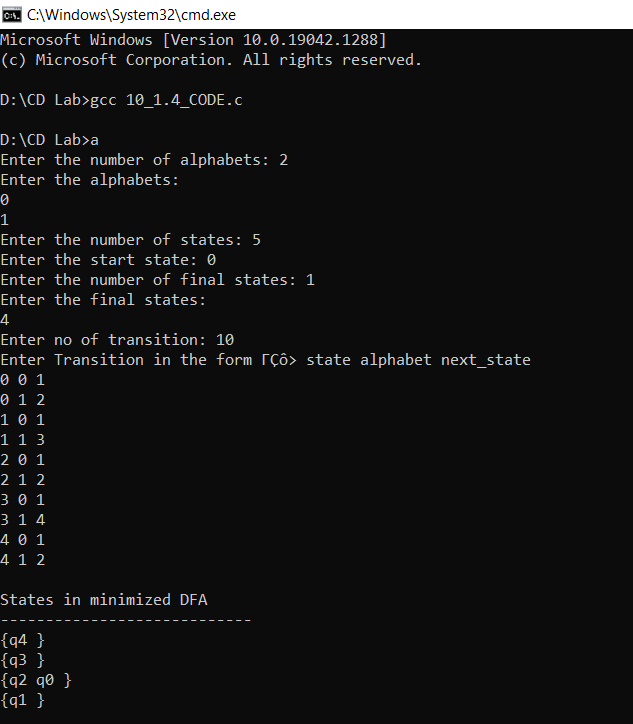 C:\Windows\System32\cmd.exe
Microsoft Windows [Version 10.0.19042.1288]
(c) Microsoft Corporation. All rights reserved.
D:\CD Lab>gcc 10_1.4_CODE.c
D:\CD Lab>a
Enter the number of alphabets: 2
Enter the alphabets:
0
1
Enter the number of states: 5
Enter the start state: 0
Enter the number of final states: 1
Enter the final states:
4
Enter no of transition: 10
Enter Transition in the form ΓÇô> state alphabet next_state
0 0 1
0 1 2
1 0 1
1 1 3
2 0 1
2 1 2
3 0 1
3 1 4
4 0 1
4 1 2
States in minimized DFA
----------------------------
{q4 }
{q3 }
{q2 q0 }
{q1 }